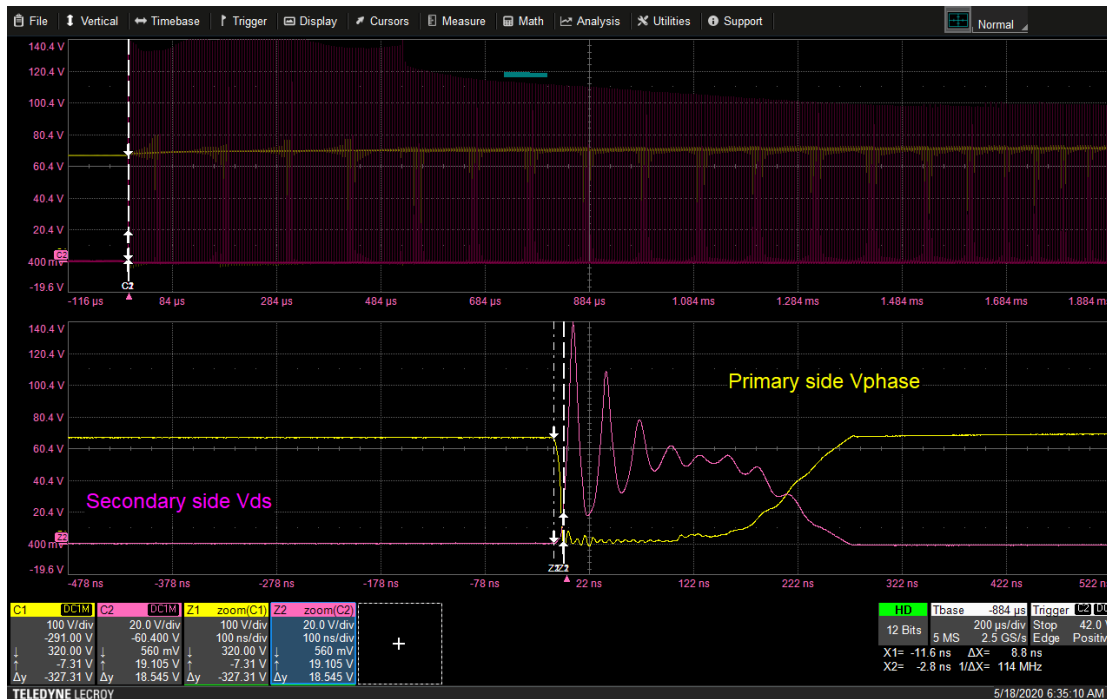 File Vertical Timebase Trigger Display Cursors Measure Math Analysis Utilities Support Normal
140.4 V
120.4 V
100.4 V
80.4 V
60.4 V
40.4 V
20.4 V
C2
400 m
-19.6 V
-116 µs 84 µs 284 µs 484 µs 684 µs 884 µs 1.084 ms 1.284 ms 1.484 ms 1.684 ms 1.884 m
140.4 V
120.4 V
100.4 V
Primary side Vphase
80.4 V
60.4 V
40.4 V
Secondary side Vds
20.4 V
Z2
400 mV
-19.6 V
-478 ns -378 ns -278 ns -178 ns -78 ns 22 ns 122 ns 222 ns 322 ns 422 ns 522 n
C1 DC1M C2 DC1M Z1 zoom(C1) Z2 zoom(C2) HD Tbase -884 µs Trigger C2 DC
100 V/div 20.0 V/div 100 V/div 20.0 V/div 12 Bits 200 µs/div Stop 42.0 V
-291.00 V -60.400 V 100 ns/div 100 ns/div 5 MS 2.5 GS/s Edge Positiv
↓ 320.00 V ↓ 560 mV ↓ 320.00 V ↓ 560 mV X1= -11.6 ns ΔX= 8.8 ns
↑ -7.31 V ↑ 19.105 V ↑ -7.31 V ↑ 19.105 V X2= -2.8 ns 1/ΔX= 114 MHz
Δy -327.31 V Δy 18.545 V Δy -327.31 V Δy 18.545 V
+
TELEDYNE LECROY 5/18/2020 6:35:10 AM